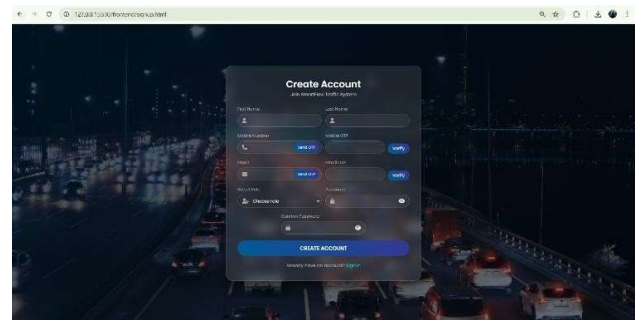 127.0.0.1:5500/frontend/signup.html
Create Account
Join SmartFlow Traffic System
First Name Last Name
Mobile Number Mobile OTP
Send OTP Verify
Email Email OTP
Send OTP Verify
Select Role Password
Choose role
Confirm Password
CREATE ACCOUNT
Already have an account? Sign In